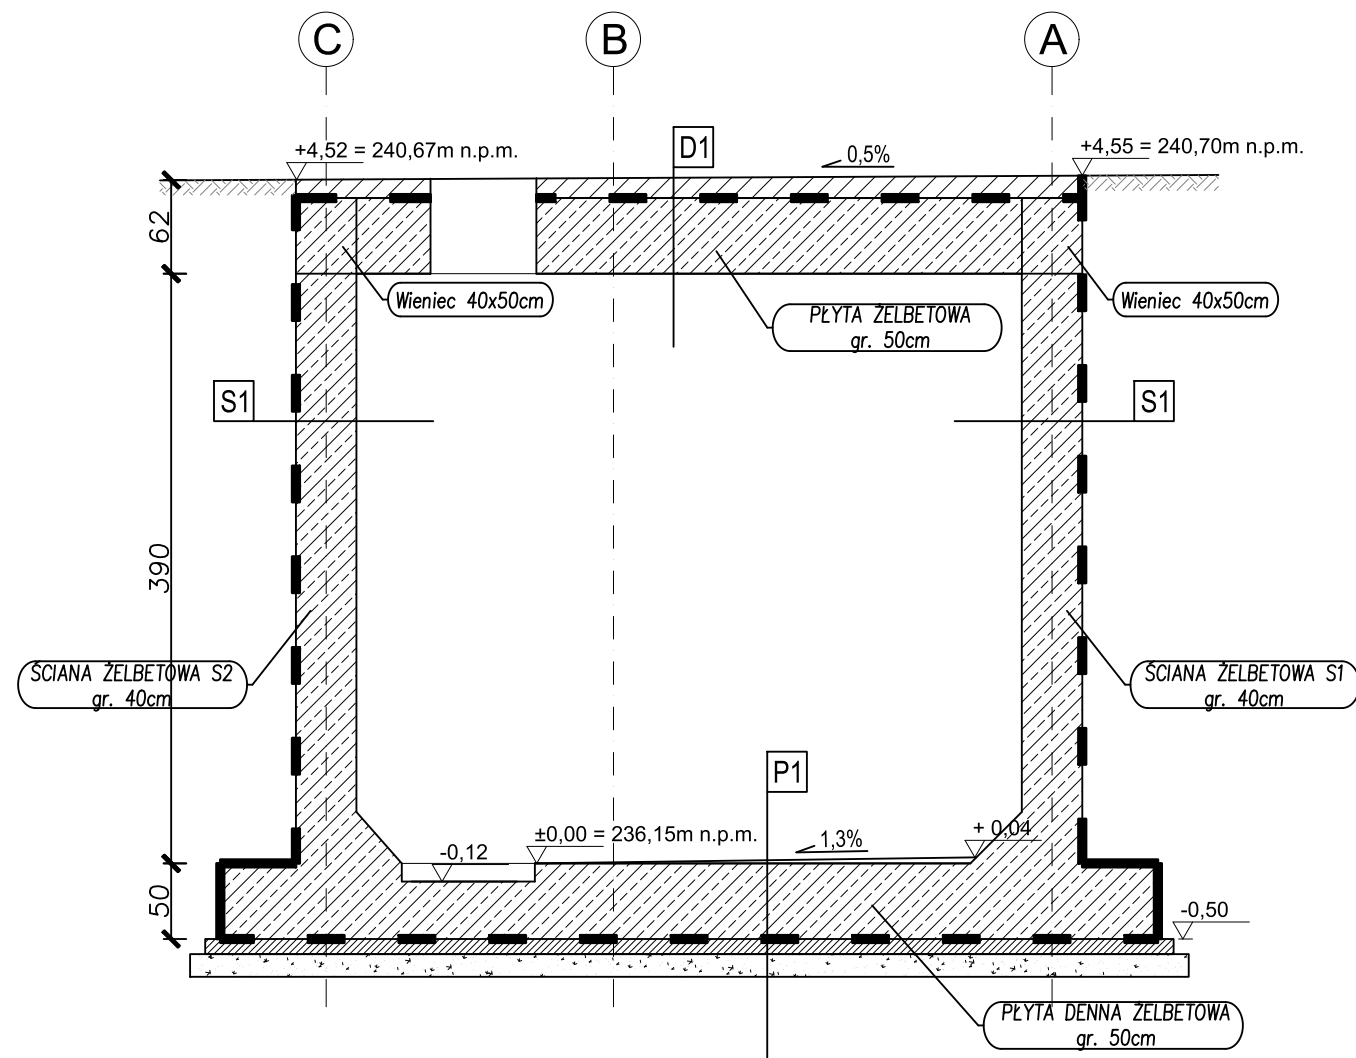 C
B
A
+4,52 = 240,67m n.p.m.
D1
0,5%
+4,55 = 240,70m n.p.m.
62
Wieniec 40x50cm
PŁYTA ŻELBETOWA
gr. 50cm
Wieniec 40x50cm
S1
S1
390
ŚCIANA ŻELBETOWA S2
gr. 40cm
ŚCIANA ŻELBETOWA S1
gr. 40cm
P1
±0,00 = 236,15m n.p.m.
1,3%
+ 0,04
-0,12
50
-0,50
PŁYTA DENNA ŻELBETOWA
gr. 50cm